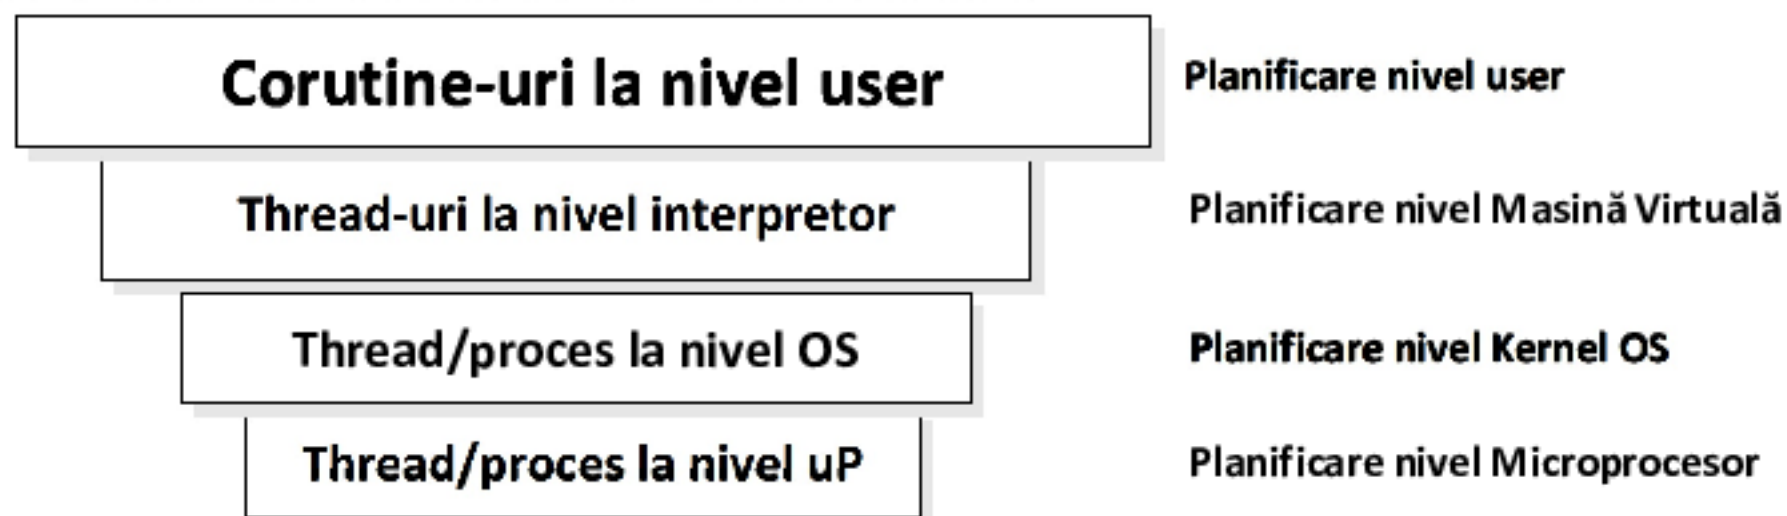 Corutine-uri la nivel user
Planificare nivel user
Thread-uri la nivel interpretor
Planificare nivel Masină Virtuală
Thread/proces la nivel OS
Planificare nivel Kernel OS
Thread/proces la nivel uP
Planificare nivel Microprocesor